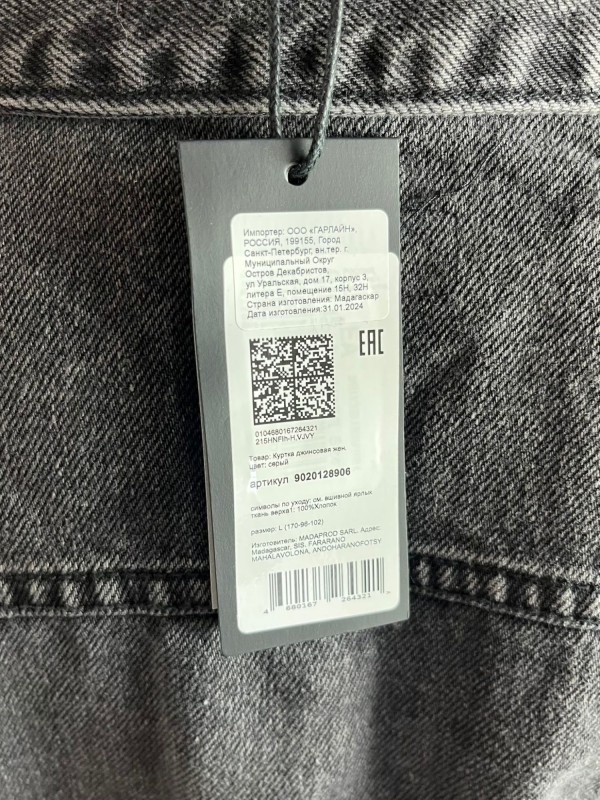 Импортер: ООО «ГАРЛАЙН»,
РОССИЯ, 199155, Город
Санкт-Петербург, вн.тер. г.
Муниципальный Округ
Остров Декабристов,
ул Уральская, дом 17, корпус 3,
литера Е, помещение 15Н, 32Н
Страна изготовления: Мадагаскар
Дата изготовления:31.01.2024
EAC
0104680167264321
215HNFIh-H,VJVY
Товар: Куртка джинсовая жен.
цвет: серый
артикул 9020128906
символы по уходу: см. вшивной ярлык
ткань верха1: 100%Хлопок
размер: L (170-96-102)
Изготовитель: MADAPROD SARL, Адрес:
Madagascar, SIS. FARARANO
MAHALAVOLONA, ANDOHARANOFOTSY
4 680167 264321 >